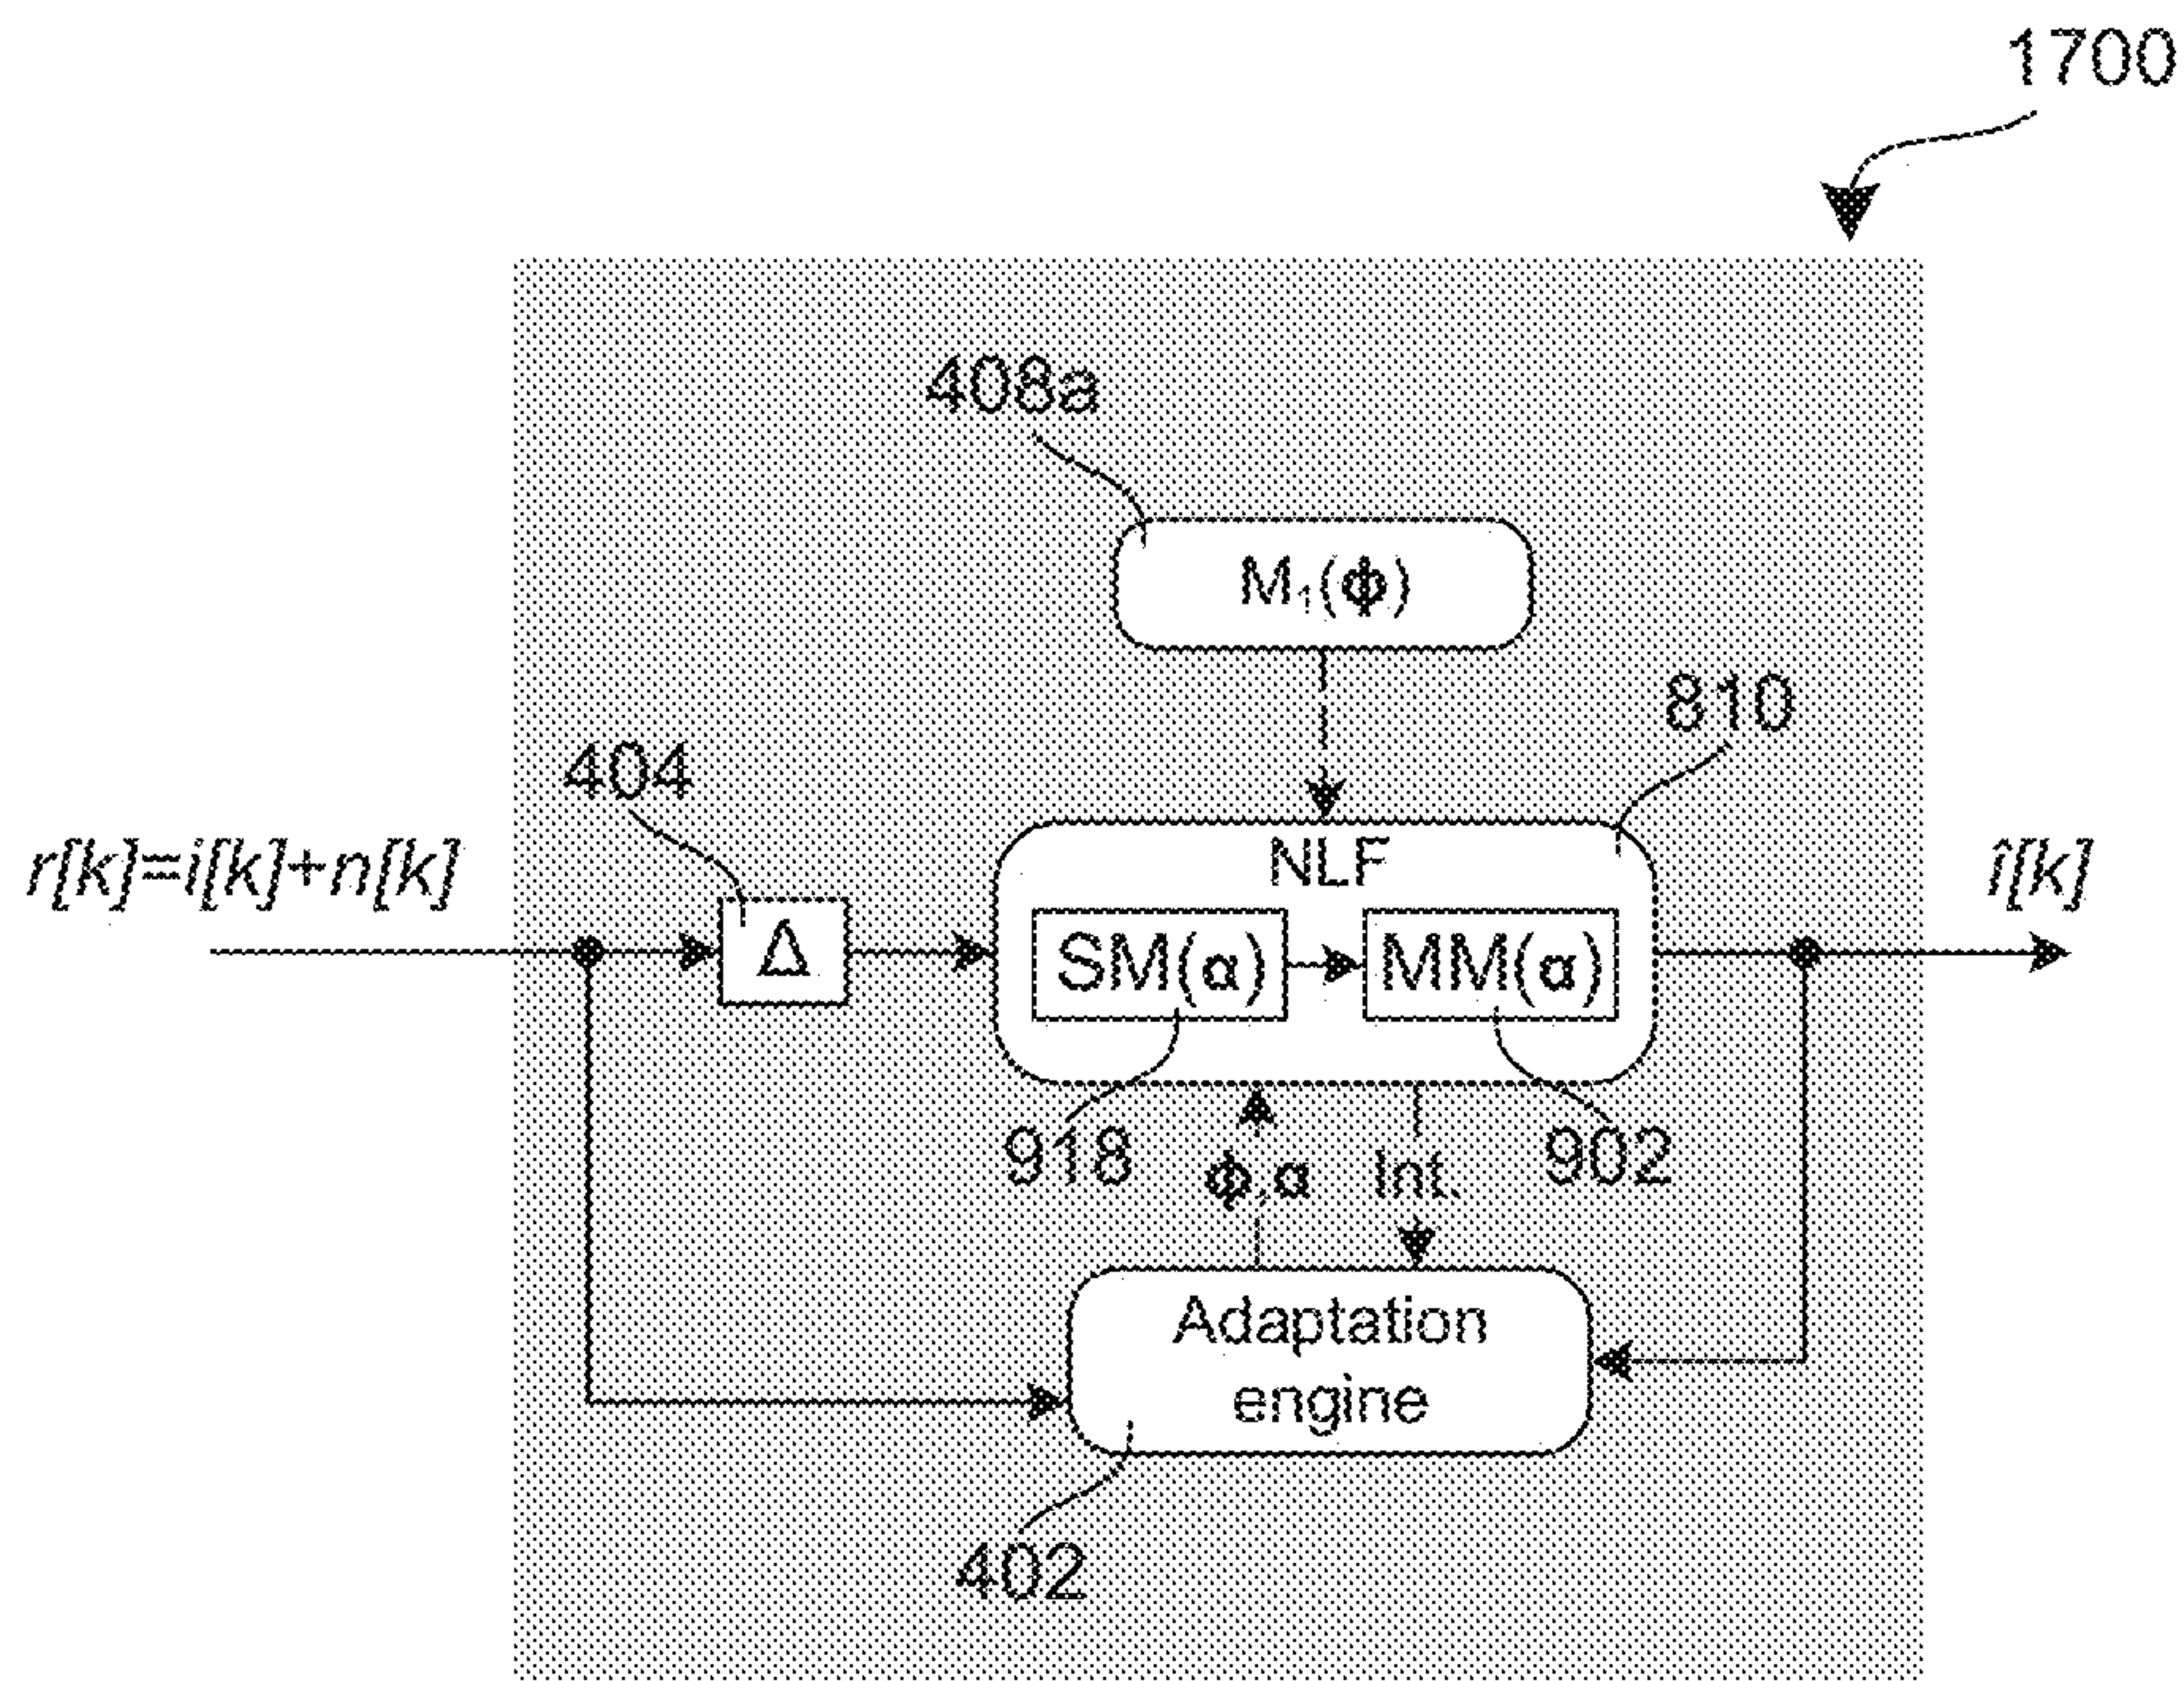 1700
408a
M₁(ϕ)
810
404
r[k]=i[k]+n[k]
NLF
î[k]
Δ
SM(α)
MM(α)
918
ϕ,α
Int.
902
Adaptation
engine
402